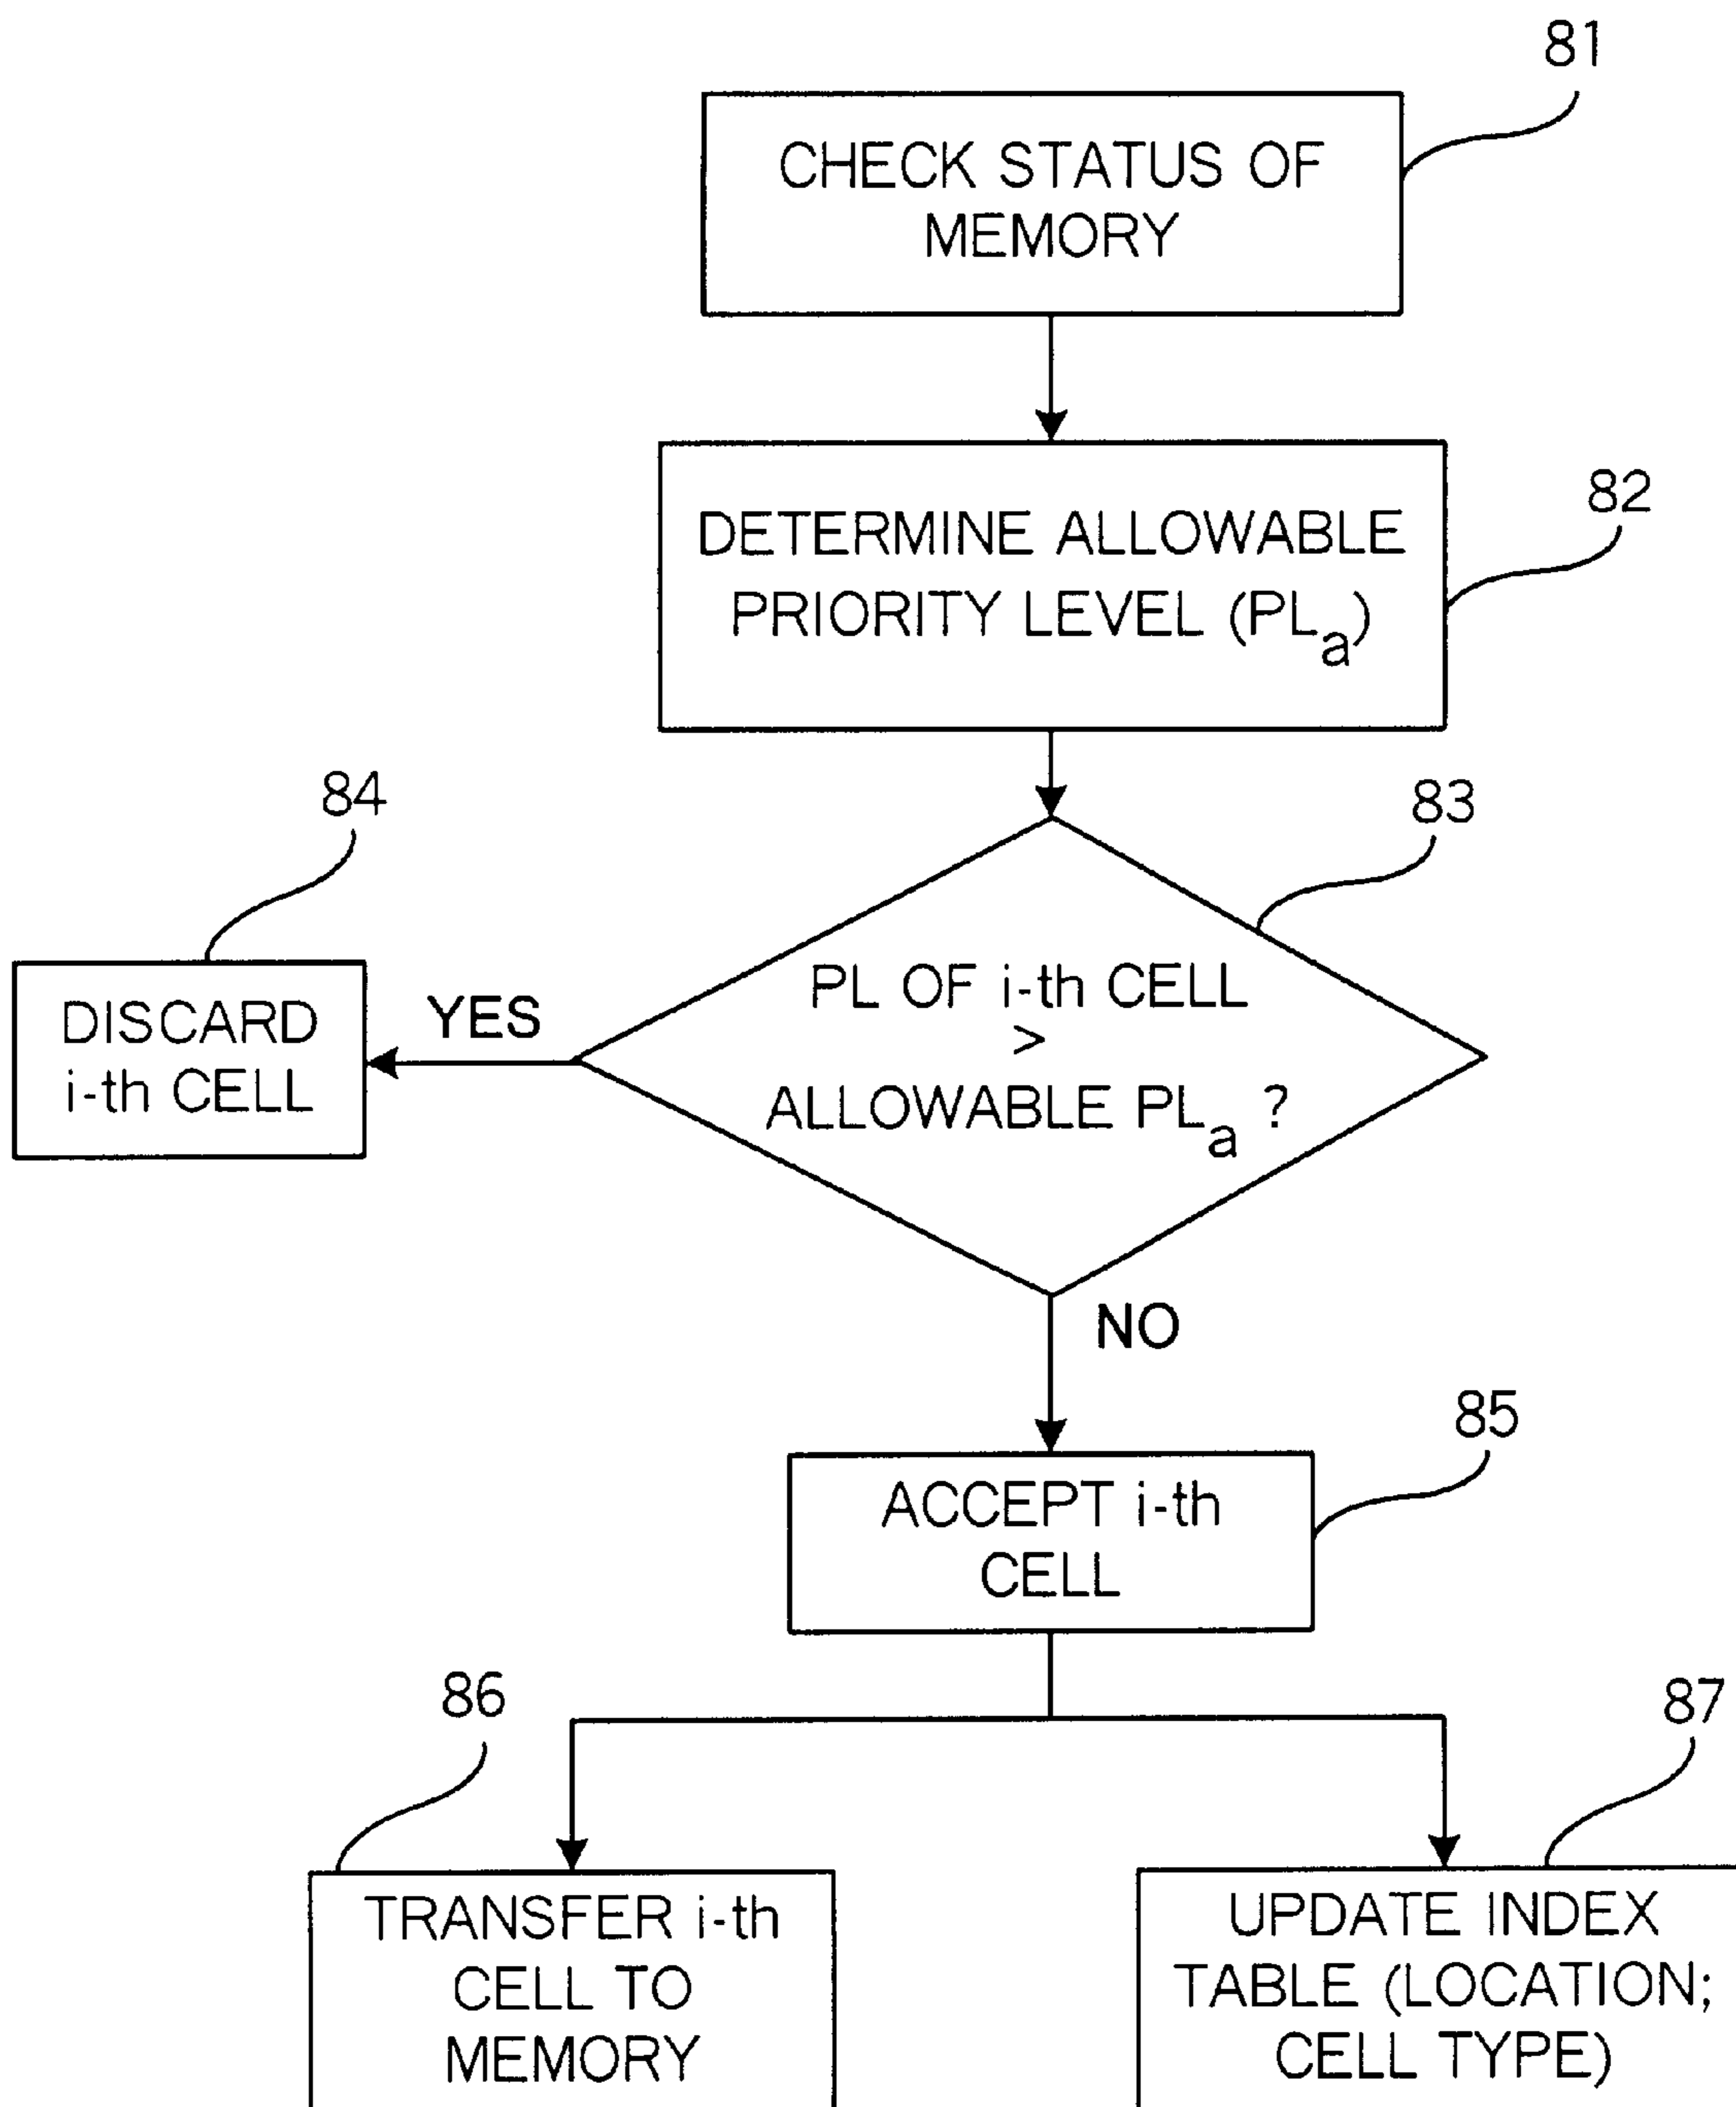 81
CHECK STATUS OF
MEMORY
82
DETERMINE ALLOWABLE
PRIORITY LEVEL (PLa)
84
83
DISCARD
i-th CELL
YES
PL OF i-th CELL
>
ALLOWABLE PLa ?
NO
85
ACCEPT i-th
CELL
86
87
TRANSFER i-th
CELL TO
MEMORY
UPDATE INDEX
TABLE (LOCATION;
CELL TYPE)